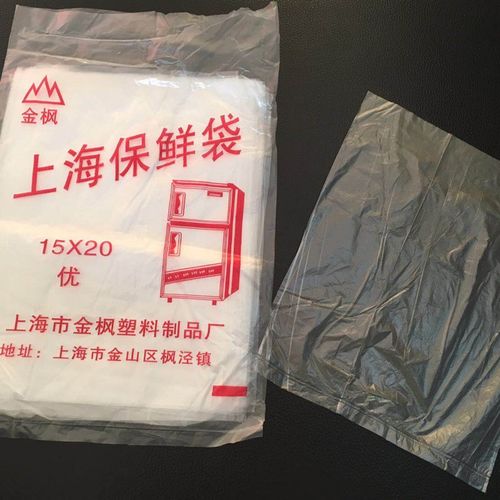 金枫
上海保鲜袋
15X20
优
上海市金枫塑料制品厂
地址：上海市金山区枫泾镇